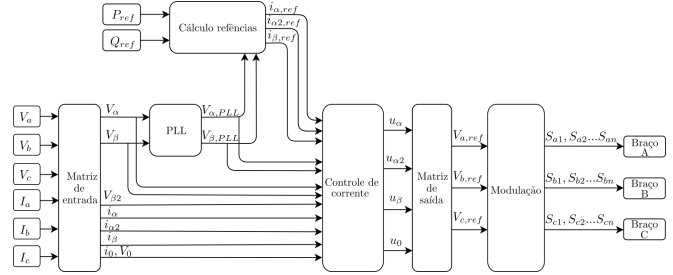 P_ref
Q_ref
Cálculo refências
i_α,ref
i_α2,ref
i_β,ref
V_a
V_b
V_c
I_a
I_b
I_c
Matriz
de
entrada
V_α
V_β
PLL
V_α,PLL
V_β,PLL
V_β2
i_α
i_α2
i_β
i_0, V_0
Controle de
corrente
u_α
u_α2
u_β
u_0
Matriz
de
saída
V_a,ref
V_b,ref
V_c,ref
Modulação
S_a1, S_a2...S_an
S_b1, S_b2...S_bn
S_c1, S_c2...S_cn
Braço
A
Braço
B
Braço
C